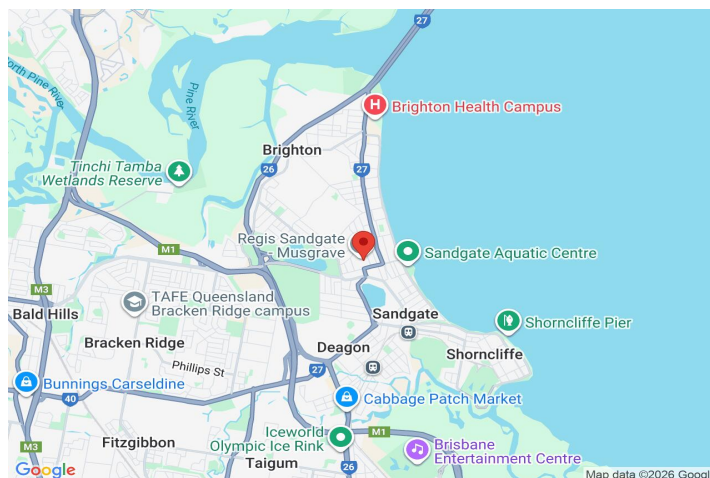 27
Brighton Health Campus
North Pine River
Pine River
Brighton
Tinchi Tamba
Wetlands Reserve
26
27
M1
Regis Sandgate
- Musgrave
Sandgate Aquatic Centre
M3
TAFE Queensland
Bracken Ridge campus
Bald Hills
Sandgate
Shorncliffe Pier
Bracken Ridge
Deagon
Shorncliffe
Phillips St
27
Bunnings Carseldine
40
Cabbage Patch Market
Iceworld
Olympic Ice Rink
M1
M3
Fitzgibbon
Brisbane
Entertainment Centre
Taigum
26
Google
Map data ©2026 Googl